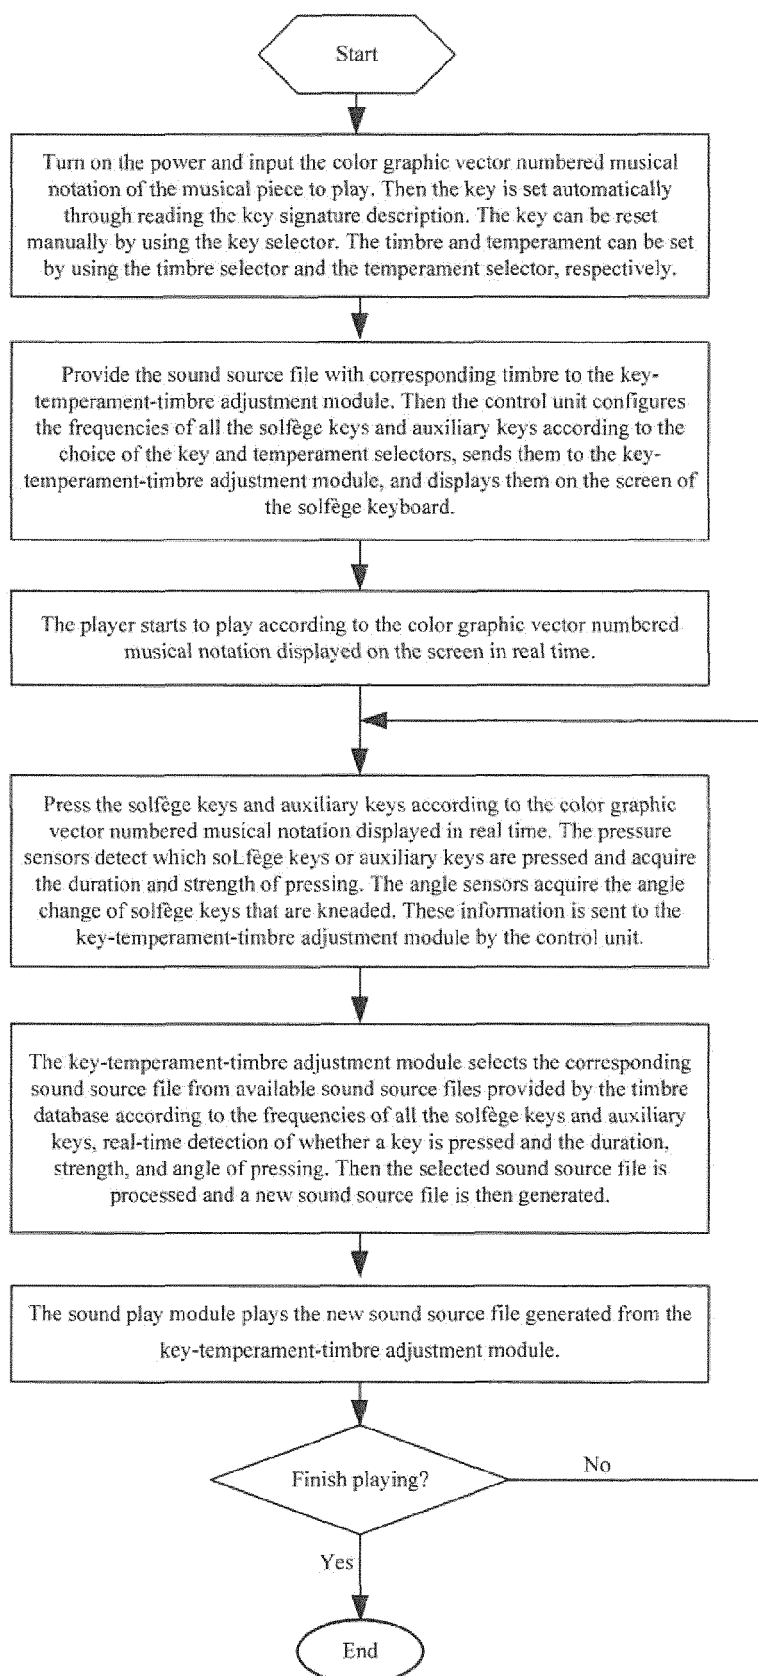 Start
Turn on the power and input the color graphic vector numbered musical
notation of the musical piece to play. Then the key is set automatically
through reading the key signature description. The key can be reset
manually by using the key selector. The timbre and temperament can be set
by using the timbre selector and the temperament selector, respectively.
Provide the sound source file with corresponding timbre to the key-
temperament-timbre adjustment module. Then the control unit configures
the frequencies of all the solfège keys and auxiliary keys according to the
choice of the key and temperament selectors, sends them to the key-
temperament-timbre adjustment module, and displays them on the screen of
the solfège keyboard.
The player starts to play according to the color graphic vector numbered
musical notation displayed on the screen in real time.
Press the solfège keys and auxiliary keys according to the color graphic
vector numbered musical notation displayed in real time. The pressure
sensors detect which soLfège keys or auxiliary keys are pressed and acquire
the duration and strength of pressing. The angle sensors acquire the angle
change of solfège keys that are kneaded. These information is sent to the
key-temperament-timbre adjustment module by the control unit.
The key-temperament-timbre adjustment module selects the corresponding
sound source file from available sound source files provided by the timbre
database according to the frequencies of all the solfège keys and auxiliary
keys, real-time detection of whether a key is pressed and the duration,
strength, and angle of pressing. Then the selected sound source file is
processed and a new sound source file is then generated.
The sound play module plays the new sound source file generated from the
key-temperament-timbre adjustment module.
Finish playing?
No
Yes
End